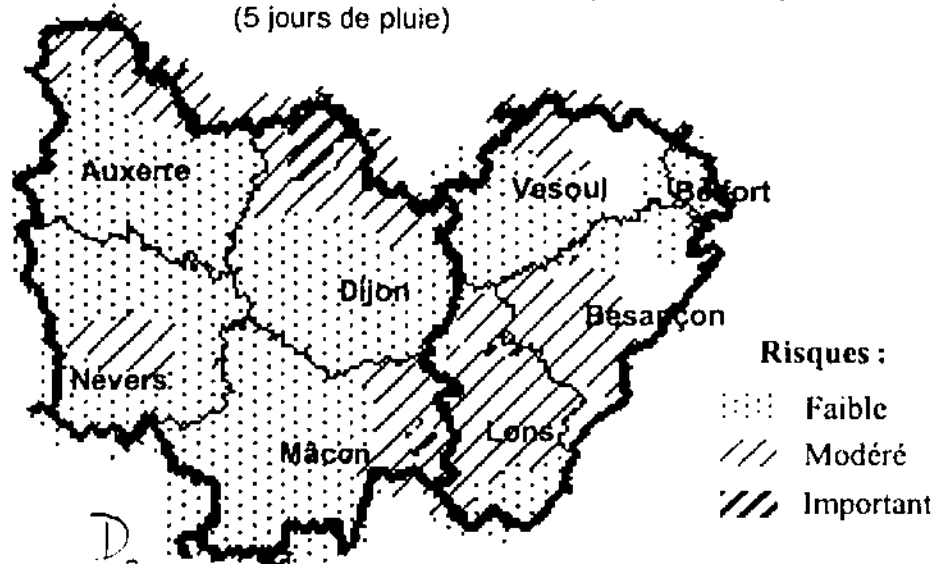 (5 jours de pluie)
Auxerre
Vesoul
Belfort
Dijon
Besançon
Nevers
Mâcon
Lons
Risques :
Faible
Modéré
Important
D